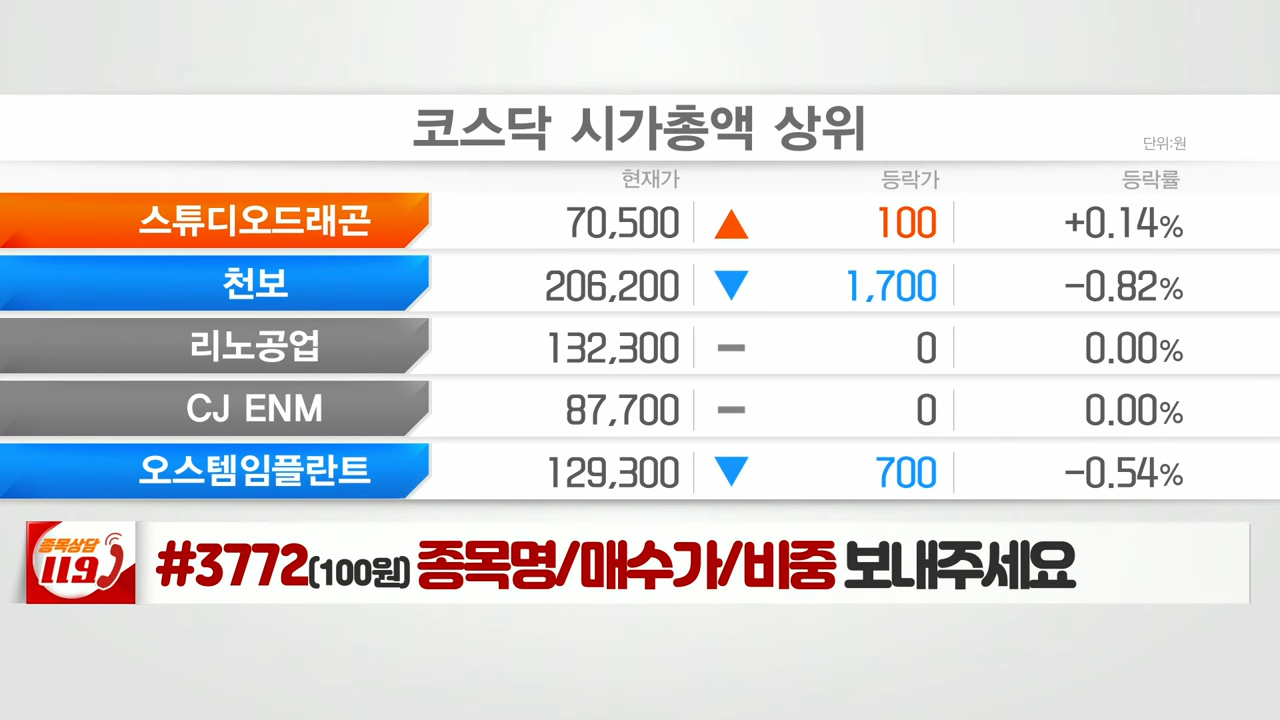 코스닥 시가총액 상위
단위:원
현재가 등락가 등락률
스튜디오드래곤 70,500 ▲ 100 +0.14%
천보 206,200 ▼ 1,700 -0.82%
리노공업 132,300 - 0 0.00%
CJ ENM 87,700 - 0 0.00%
오스템임플란트 129,300 ▼ 700 -0.54%
종목상담
119
#3772(100원) 종목명/매수가/비중 보내주세요